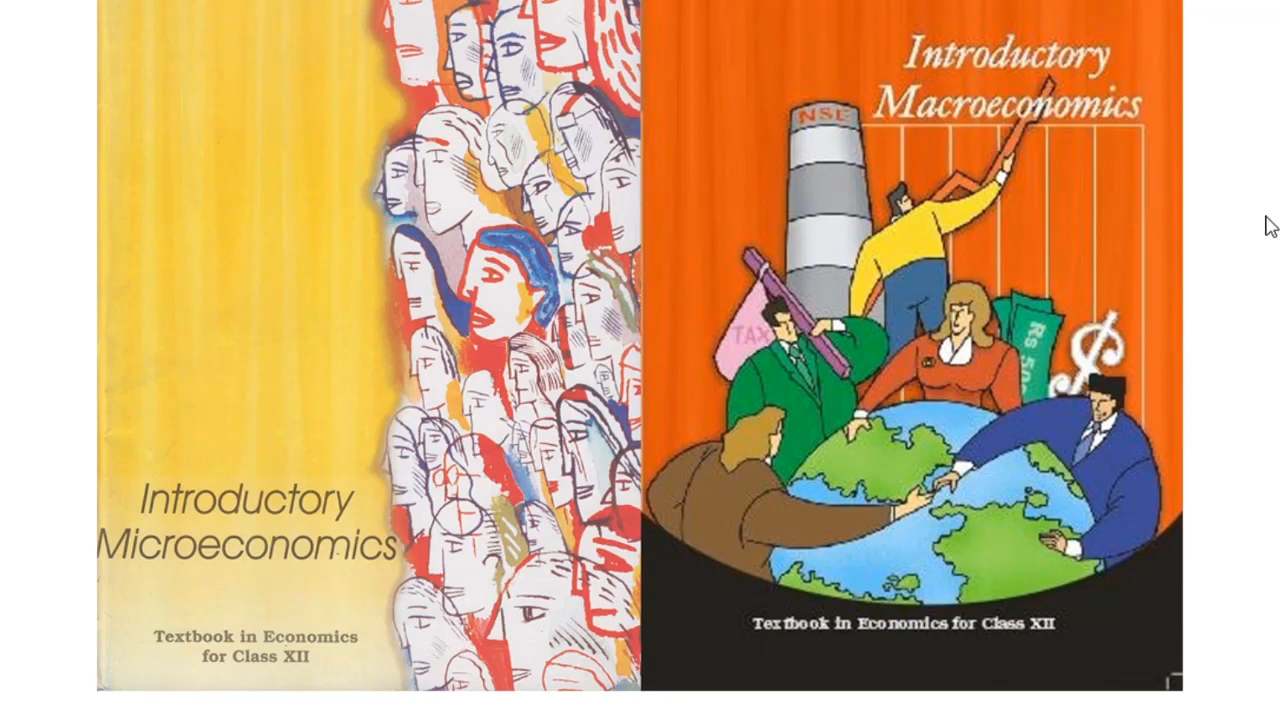 Introductory
Microeconomics
Textbook in Economics
for Class XII
Introductory
Macroeconomics
NSE
TAX
Rs 50
Textbook in Economics for Class XII